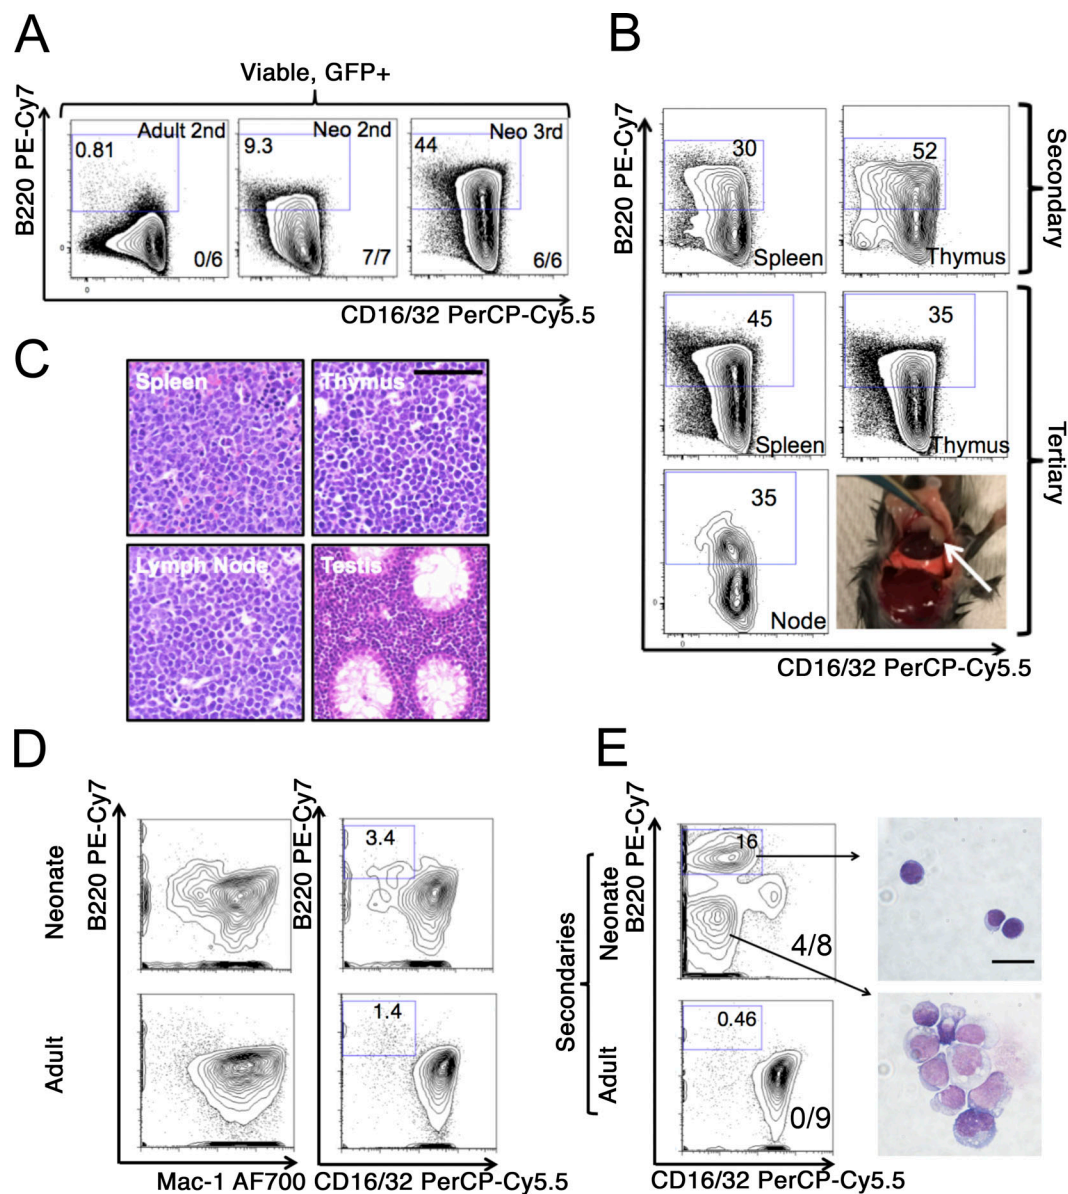 A
Viable, GFP+
B220 PE-Cy7
Adult 2nd
0.81
0/6
Neo 2nd
9.3
7/7
Neo 3rd
44
6/6
0
0
CD16/32 PerCP-Cy5.5
B
B220 PE-Cy7
30
Spleen
52
Thymus
Secondary
45
Spleen
35
Thymus
35
Node
0
0
Tertiary
CD16/32 PerCP-Cy5.5
C
Spleen
Thymus
Lymph Node
Testis
D
Neonate
B220 PE-Cy7
B220 PE-Cy7
3.4
Adult
1.4
Mac-1 AF700
CD16/32 PerCP-Cy5.5
Secondaries
E
Neonate
B220 PE-Cy7
16
4/8
Adult
0.46
0/9
CD16/32 PerCP-Cy5.5